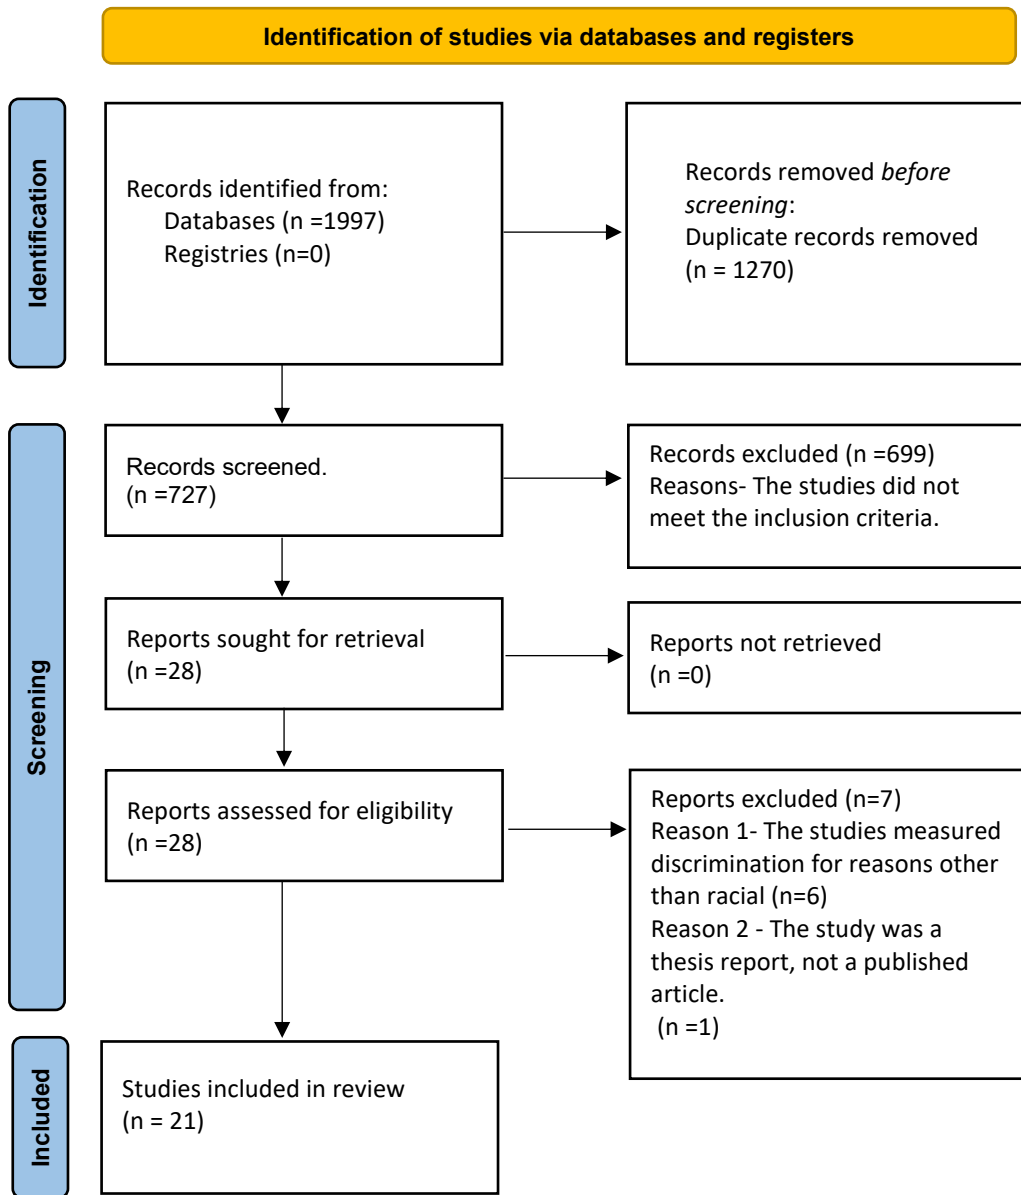 Identification of studies via databases and registers
Identification
Records identified from:
Databases (n =1997)
Registries (n=0)
Records removed before
screening:
Duplicate records removed
(n = 1270)
Screening
Records screened.
(n =727)
Records excluded (n =699)
Reasons- The studies did not
meet the inclusion criteria.
Reports sought for retrieval
(n =28)
Reports not retrieved
(n =0)
Reports assessed for eligibility
(n =28)
Reports excluded (n=7)
Reason 1- The studies measured
discrimination for reasons other
than racial (n=6)
Reason 2 - The study was a
thesis report, not a published
article.
(n =1)
Included
Studies included in review
(n = 21)